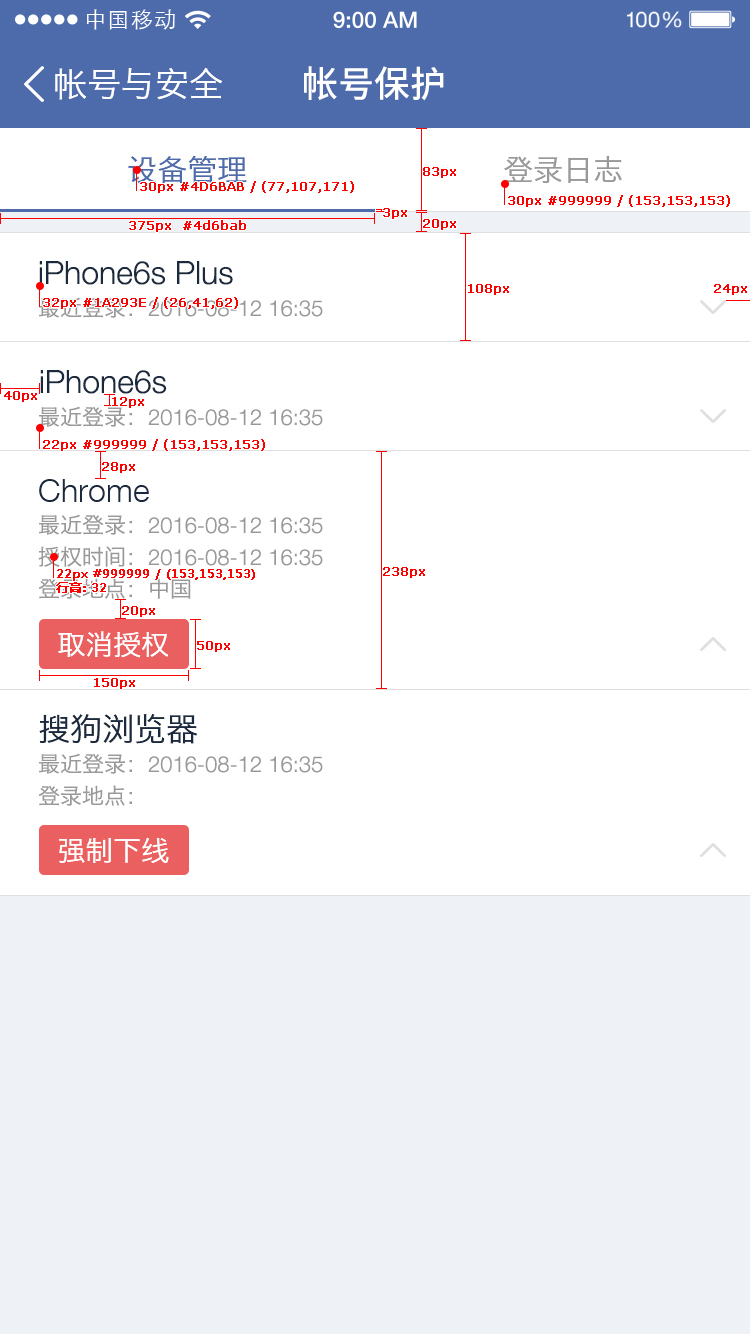 中国移动 9:00 AM 100%
帐号与安全 帐号保护
设备管理 登录日志
83px
30px #4D6BAB / (77,107,171)
30px #999999 / (153,153,153)
3px
375px #4d6bab
20px
iPhone6s Plus
108px
24px
32px #1A293E / (26,41,62)
最近登录：2016-08-12 16:35
iPhone6s
40px
12px
最近登录：2016-08-12 16:35
22px #999999 / (153,153,153)
28px
Chrome
最近登录：2016-08-12 16:35
授权时间：2016-08-12 16:35
22px #999999 / (153,153,153)
238px
行高: 32
登录地点：中国
20px
取消授权
50px
150px
搜狗浏览器
最近登录：2016-08-12 16:35
登录地点：
强制下线